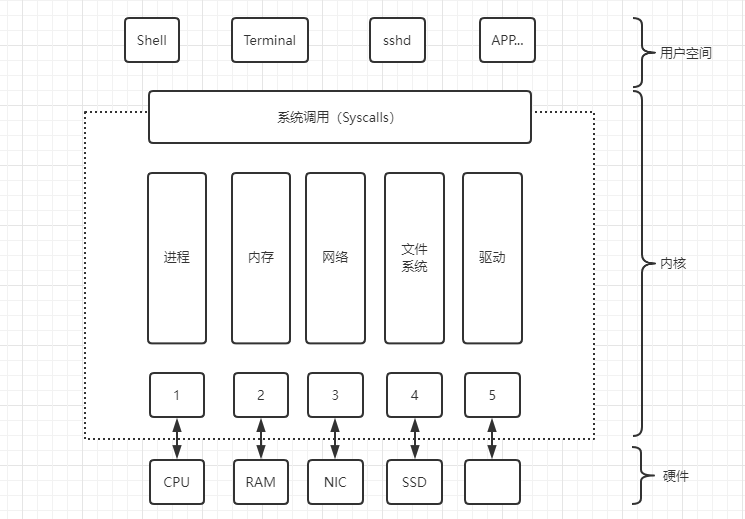 Shell
Terminal
sshd
APP...
用户空间
系统调用（Syscalls）
进程
内存
网络
文件
系统
驱动
内核
1
2
3
4
5
CPU
RAM
NIC
SSD
硬件